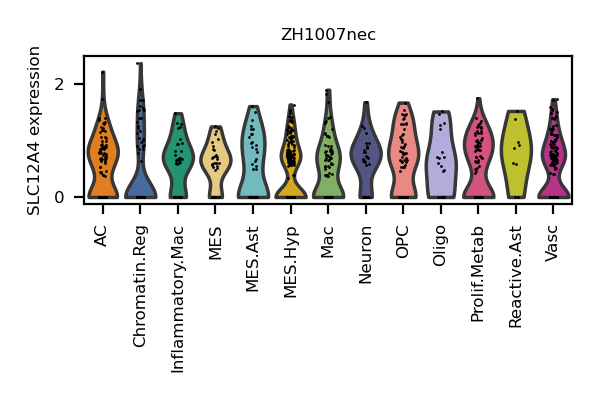 ZH1007nec
SLC12A4 expression
2
0
AC
Chromatin.Reg
Inflammatory.Mac
MES
MES.Ast
MES.Hyp
Mac
Neuron
OPC
Oligo
Prolif.Metab
Reactive.Ast
Vasc